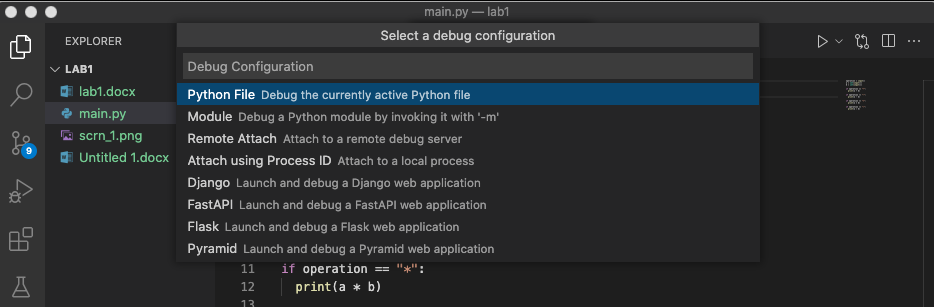 main.py — lab1
EXPLORER
LAB1
lab1.docx
main.py
scrn_1.png
Untitled 1.docx
9
Select a debug configuration
Debug Configuration
Python File Debug the currently active Python file
Module Debug a Python module by invoking it with '-m'
Remote Attach Attach to a remote debug server
Attach using Process ID Attach to a local process
Django Launch and debug a Django web application
FastAPI Launch and debug a FastAPI web application
Flask Launch and debug a Flask web application
Pyramid Launch and debug a Pyramid web application
11 if operation == "*":
12 print(a * b)
13